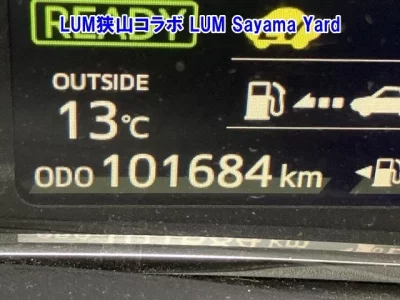 READY
LUM狭山コラボ LUM Sayama Yard
OUTSIDE
13℃
ODO 101684 km